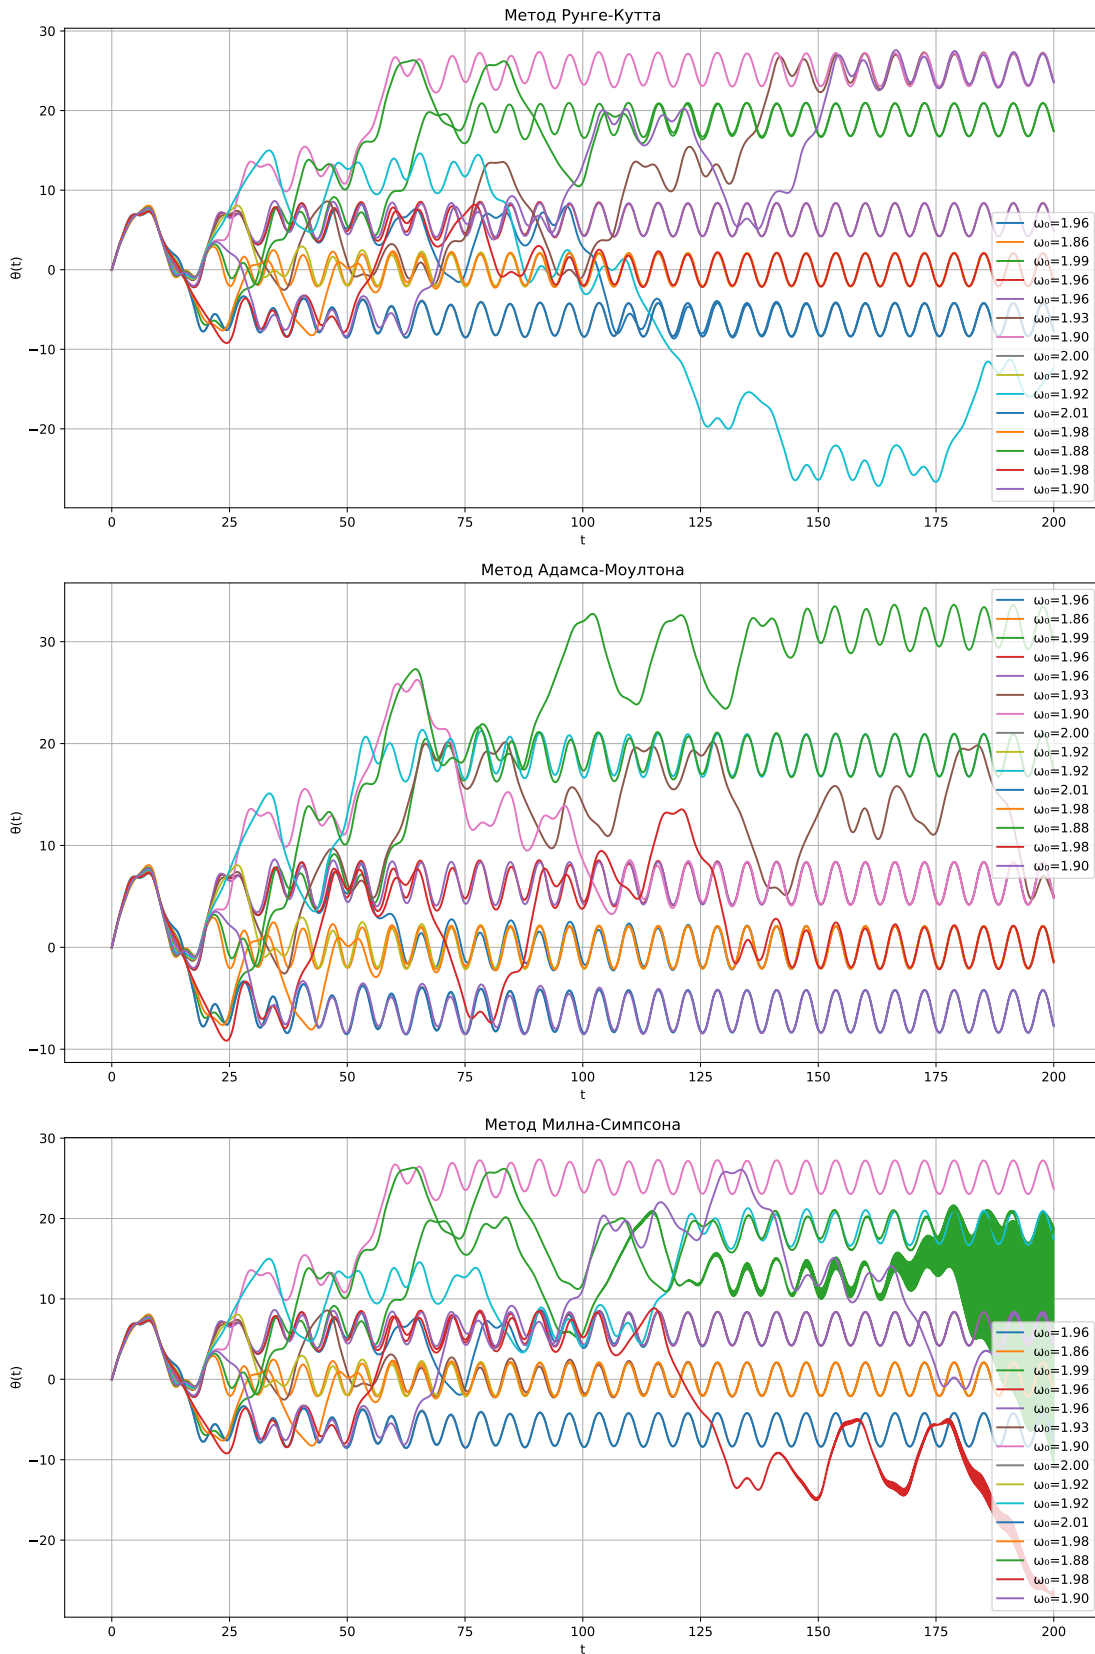 Метод Рунге-Кутта
30
20
10
0
−10
−20
θ(t)
0 25 50 75 100 125 150 175 200
t
ω₀=1.96
ω₀=1.86
ω₀=1.99
ω₀=1.96
ω₀=1.96
ω₀=1.93
ω₀=1.90
ω₀=2.00
ω₀=1.92
ω₀=1.92
ω₀=2.01
ω₀=1.98
ω₀=1.88
ω₀=1.98
ω₀=1.90
Метод Адамса-Моултона
30
20
10
0
−10
θ(t)
0 25 50 75 100 125 150 175 200
t
ω₀=1.96
ω₀=1.86
ω₀=1.99
ω₀=1.96
ω₀=1.96
ω₀=1.93
ω₀=1.90
ω₀=2.00
ω₀=1.92
ω₀=1.92
ω₀=2.01
ω₀=1.98
ω₀=1.88
ω₀=1.98
ω₀=1.90
Метод Милна-Симпсона
30
20
10
0
−10
−20
θ(t)
0 25 50 75 100 125 150 175 200
t
ω₀=1.96
ω₀=1.86
ω₀=1.99
ω₀=1.96
ω₀=1.96
ω₀=1.93
ω₀=1.90
ω₀=2.00
ω₀=1.92
ω₀=1.92
ω₀=2.01
ω₀=1.98
ω₀=1.88
ω₀=1.98
ω₀=1.90